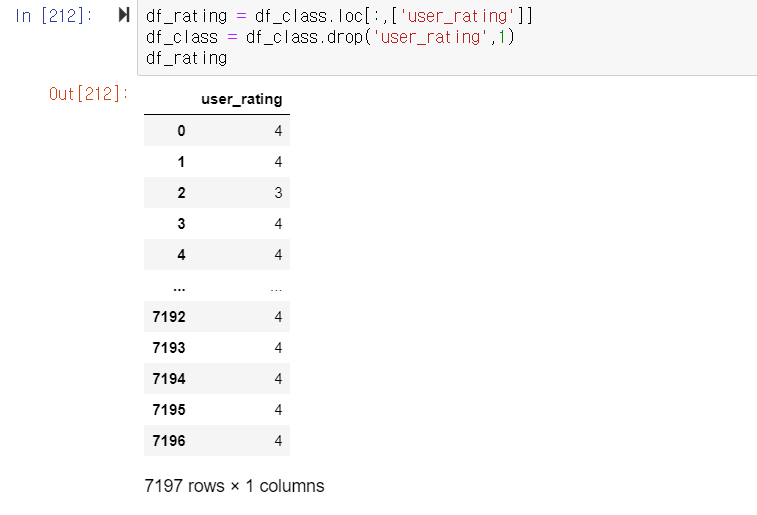 In [212]: df_rating = df_class.loc[:,['user_rating']]
df_class = df_class.drop('user_rating',1)
df_rating
Out[212]:
user_rating
0 4
1 4
2 3
3 4
4 4
... ...
7192 4
7193 4
7194 4
7195 4
7196 4
7197 rows × 1 columns